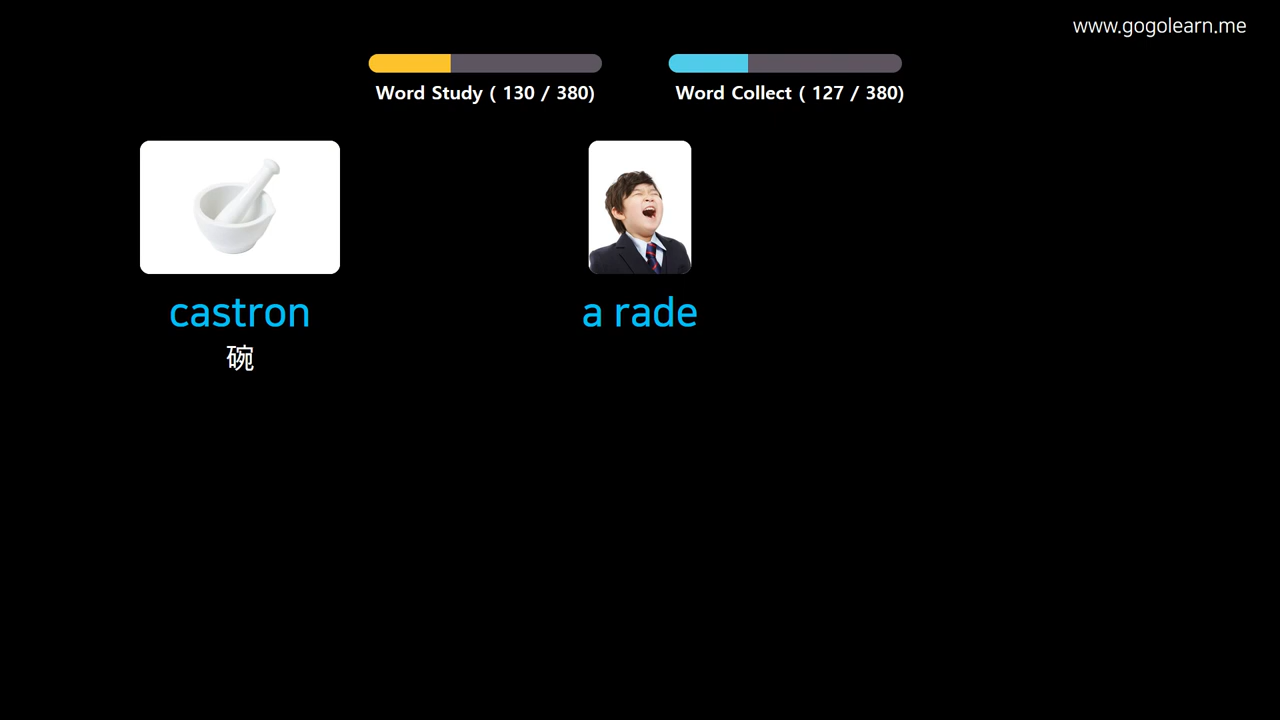 www.gogolearn.me
Word Study ( 130 / 380)
Word Collect ( 127 / 380)
castron
碗
a rade